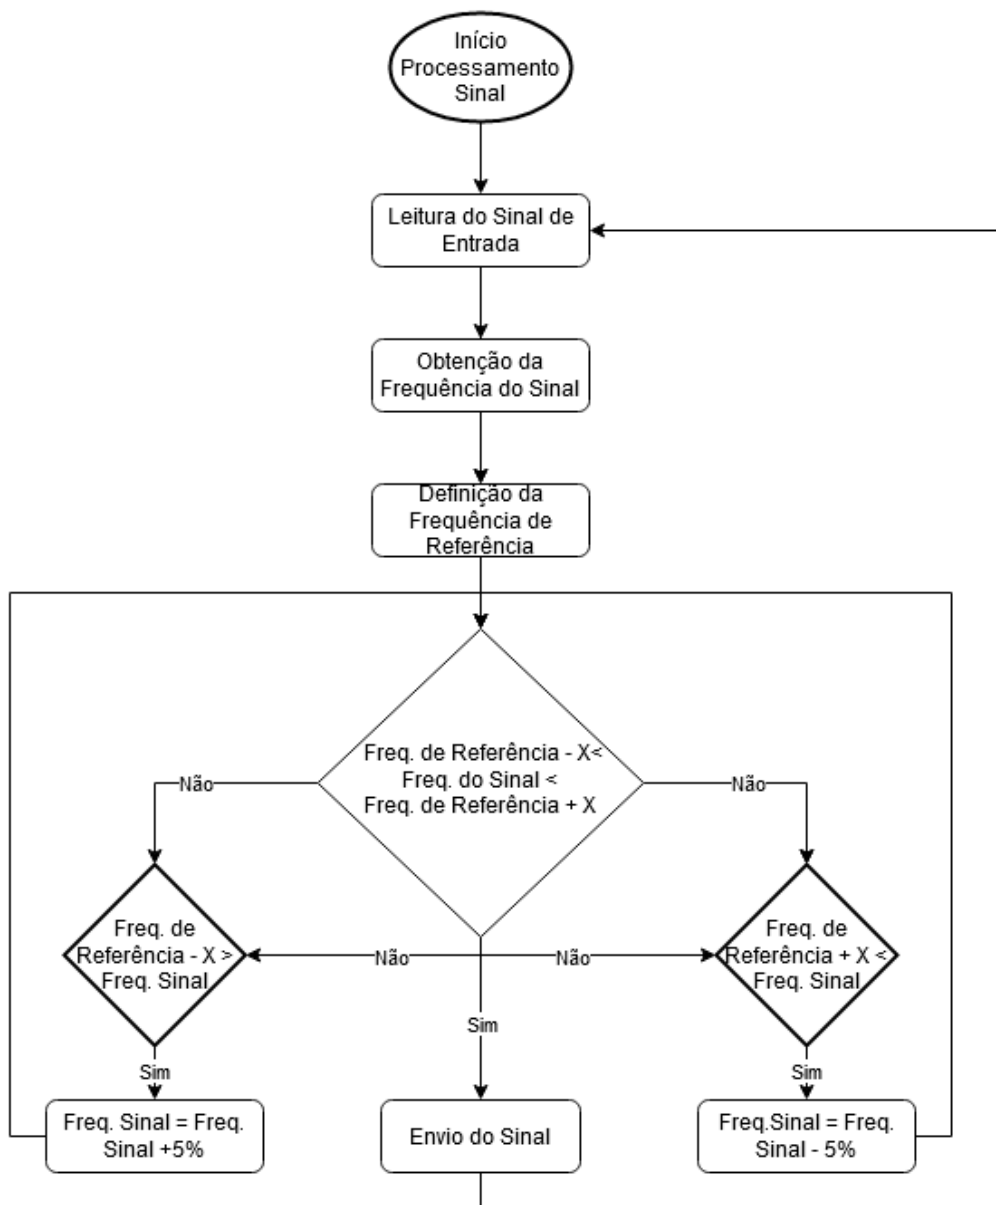 Início
Processamento
Sinal
Leitura do Sinal de
Entrada
Obtenção da
Frequência do Sinal
Definição da
Frequência de
Referência
Freq. de Referência - X<
Freq. do Sinal <
Freq. de Referência + X
Não
Não
Freq. de
Referência - X >
Freq. Sinal
Não
Não
Freq. de
Referência + X <
Freq. Sinal
Sim
Sim
Sim
Freq. Sinal = Freq.
Sinal +5%
Envio do Sinal
Freq.Sinal = Freq.
Sinal - 5%